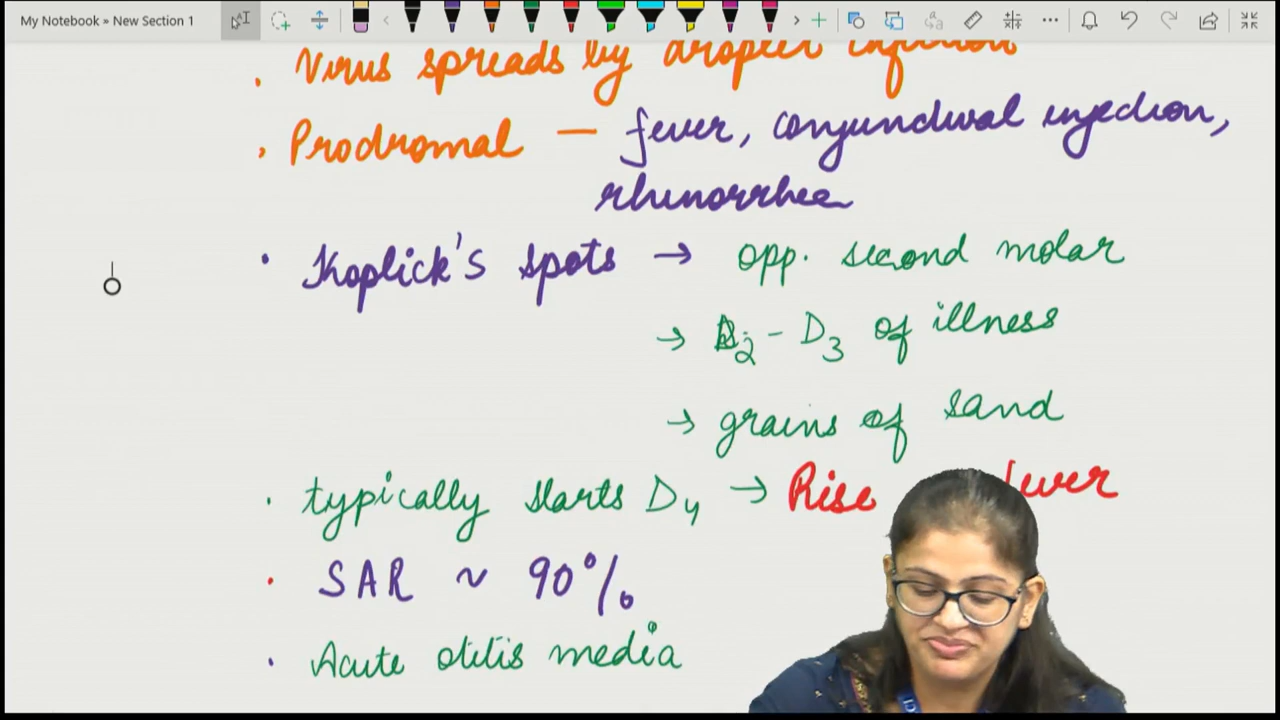 My Notebook » New Section 1
. Virus spreads by droplet infection
. Prodromal — fever, conjunctival injection,
rhinorrhea
. Koplick's spots → opp. second molar
→ D2 - D3 of illness
→ grains of sand
. typically starts D4 → Rise fever
. SAR ~ 90%
. Acute otitis media